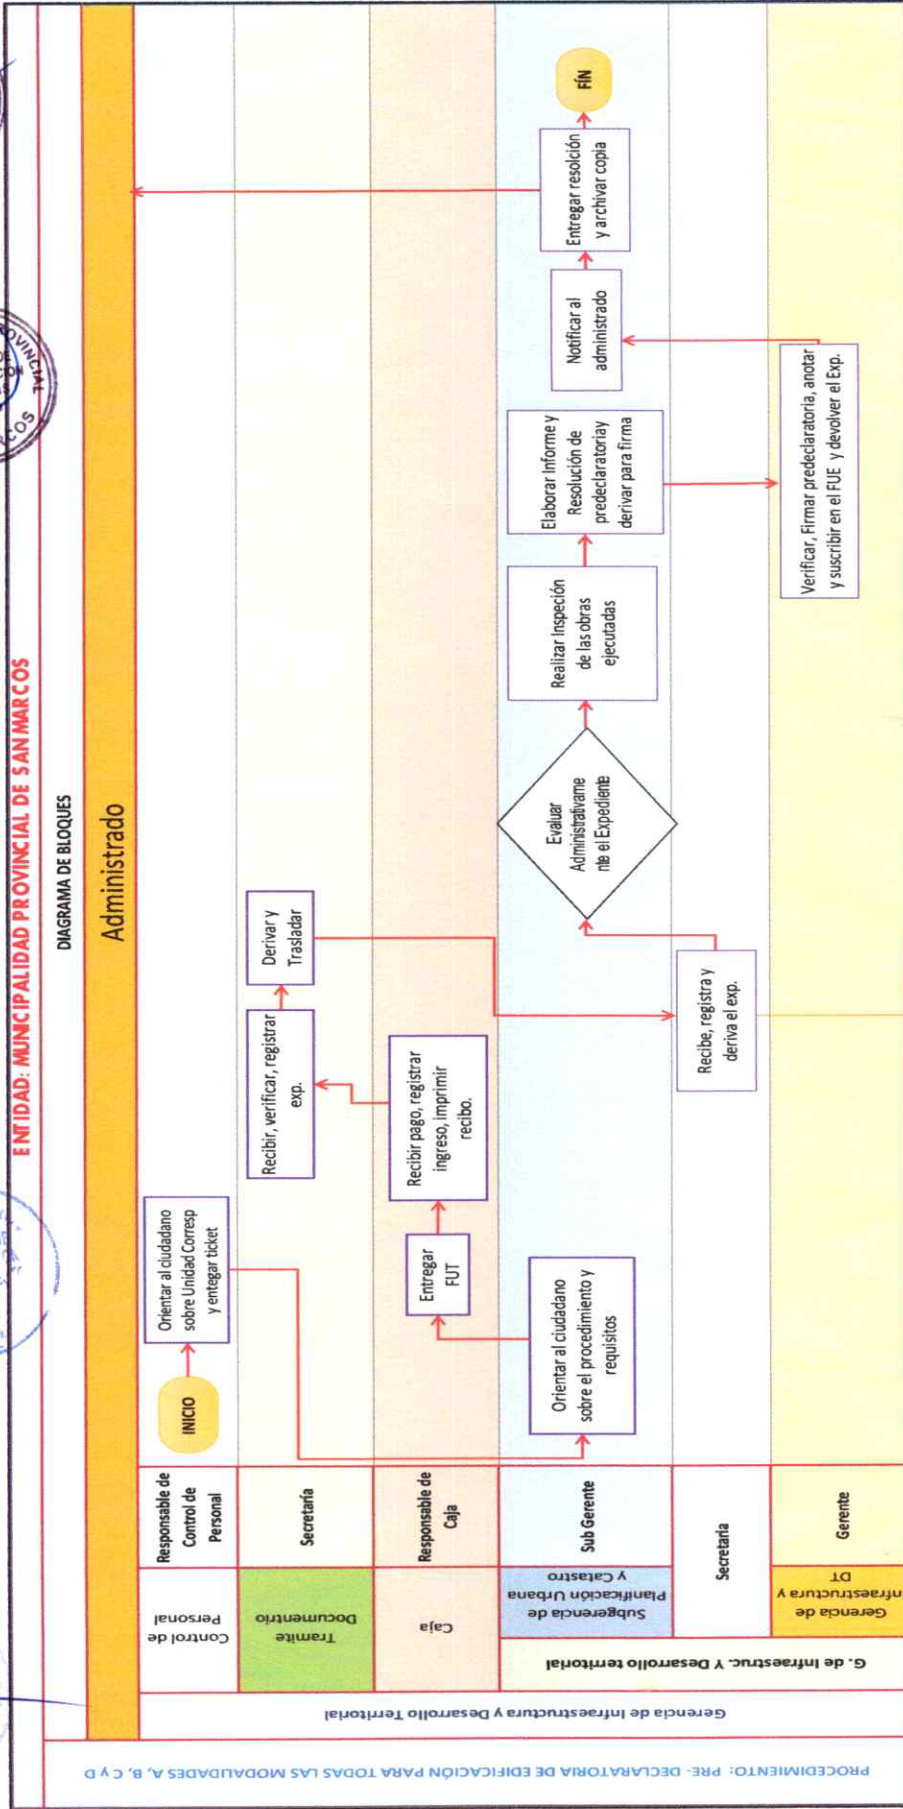 ENTIDAD: MUNICIPALIDAD PROVINCIAL DE SAN MARCOS
DIAGRAMA DE BLOQUES
Administrado
PROCEDIMIENTO: PRE- DECLARATORIA DE EDIFICACIÓN PARA TODAS LAS MODALIDADES A, B, C y D
Gerencia de Infraestructura y Desarrollo Territorial
Control de
Personal
Responsable de
Control de
Personal
INICIO
Orientar al ciudadano
sobre Unidad Corresp
y entegar ticket
Tramite
Documentrio
Secretaría
Recibir, verificar, registrar
exp.
Derivar y
Trasladar
Caja
Responsable de
Caja
Entregar
FUT
Recibir pago, registrar
ingreso, imprimir
recibo.
G. de Infraestruc. Y Desarrollo territorial
Subgerencia de
Planificación Urbana
y Catastro
Sub Gerente
Orientar al ciudadano
sobre el procedimiento y
requisitos
Evaluar
Administrativame
nte el Expediente
Realizar Inspeción
de las obras
ejecutadas
Elaborar Informe y
Resolución de
predeclaratoriay
derivar para firma
Notificar al
administrado
Entregar resolción
y archivar copia
FÍN
Secretaria
Recibe, registra y
deriva el exp.
Gerencia de
Infraestructura y
DT
Gerente
Verificar, Firmar predeclaratoria, anotar
y suscribir en el FUE y devolver el Exp.